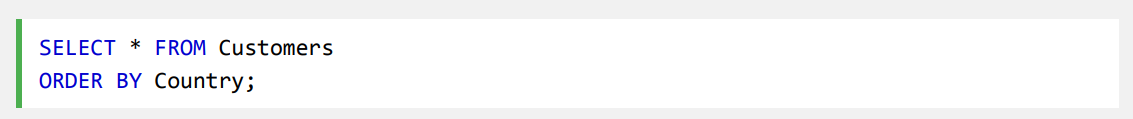 SELECT * FROM Customers
ORDER BY Country;